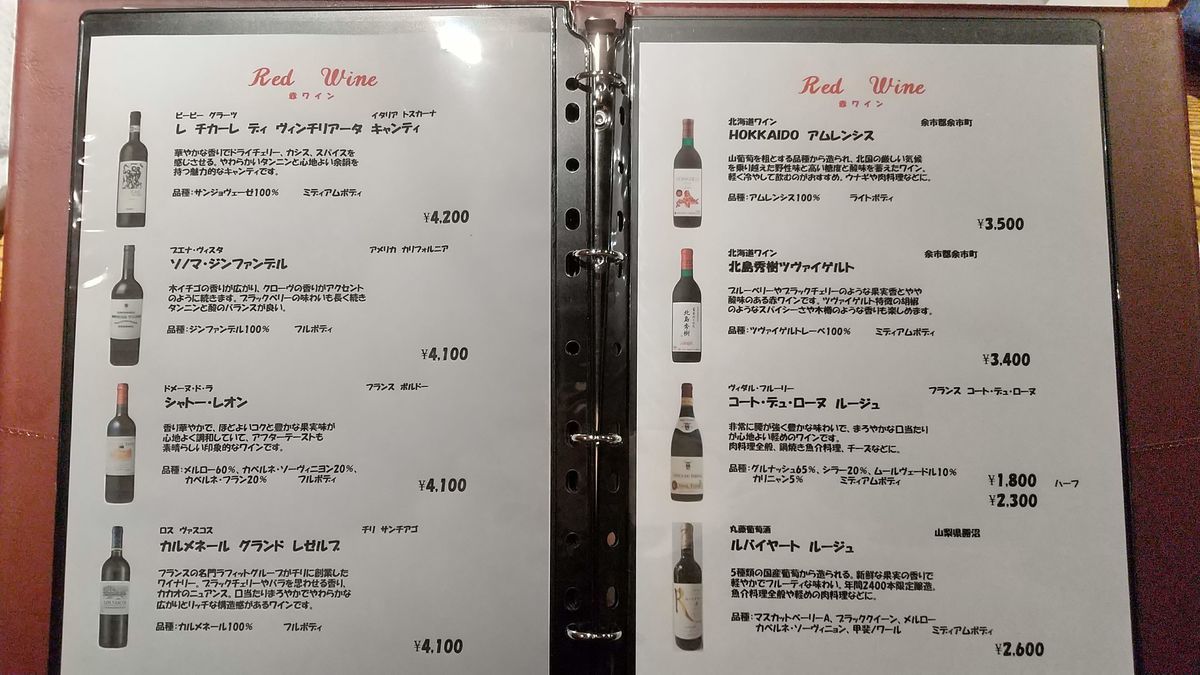 Red Wine
赤ワイン
ピーピー グラーツ イタリア トスカーナ
レ チカーレ ディ ヴィンチリアータ キャンティ
華やかな香りでドライチェリー、カシス、スパイスを
感じさせる、やわらかいタンニンと心地よい余韻を
持つ魅力的なキャンティです。
品種:サンジョヴェーゼ100% ミディアムボディ
¥4,200
ブエナ・ヴィスタ アメリカ カリフォルニア
ソノマ・ジンファンデル
木イチゴの香りが広がり、クローヴの香りがアクセント
のように続きます。ブラックベリーの味わいも長く続き
タンニンと酸のバランスが良い。
品種:ジンファンデル100% フルボディ
¥4,100
ドメーヌ・ド・ラ フランス ボルドー
シャトー・レオン
香り華やかで、ほどよいコクと豊かな果実味が
心地よく調和していて、アフターテーストも
素晴らしい印象的なワインです。
品種:メルロー60%、カベルネ・ソーヴィニヨン20%、
カベルネ・フラン20% フルボディ
¥4,100
ロス ヴァスコス チリ サンチアゴ
カルメネール グランド レゼルブ
フランスの名門ラフィットグループがチリに創業した
ワイナリー。ブラックチェリーやバラを思わせる香り、
カカオのニュアンス。口当たりまろやかでやわらかな
広がりとリッチな構造感があるワインです。
品種:カルメネール100% フルボディ
¥4,100
Red Wine
赤ワイン
北海道ワイン 余市郡余市町
HOKKAIDO アムレンシス
山葡萄を祖とする品種から造られ、北国の厳しい気候
を乗り越えた野性味と高い糖度と酸味を蓄えたワイン。
軽く冷やして飲むのがおすすめ。ウナギや肉料理などに。
品種:アムレンシス100% ライトボディ
¥3,500
北海道ワイン 余市郡余市町
北島秀樹ツヴァイゲルト
ブルーベリーやブラックチェリーのような果実香とやや
酸味のある赤ワインです。ツヴァイゲルト特徴の胡椒
のようなスパイシーさや木樽のような香りも楽しめます。
品種:ツヴァイゲルトレーベ100% ミディアムボディ
¥3,400
北島秀樹
ヴィダル・フルーリー フランス コート・デュ・ローヌ
コート・デュ・ローヌ ルージュ
非常に腰が強く豊かな味わいで、まろやかな口当たり
が心地よい軽めのワインです。
肉料理全般、鍋焼き魚介料理、チーズなどに。
品種:グルナッシュ65%、シラー20%、ムールヴェードル10%
カリニャン5% ミディアムボディ
¥1,800 ハーフ
¥2,300
丸藤葡萄酒 山梨県勝沼
ルバイヤート ルージュ
5種類の国産葡萄から造られる。新鮮な果実の香りで
軽やかでフルーティな味わい。年間2400本限定醸造。
魚介料理全般や軽めの肉料理などに。
品種:マスカットベーリーA、ブラッククイーン、メルロー
カベルネ・ソーヴィニョン、甲斐ノワール ミディアムボディ
¥2,600